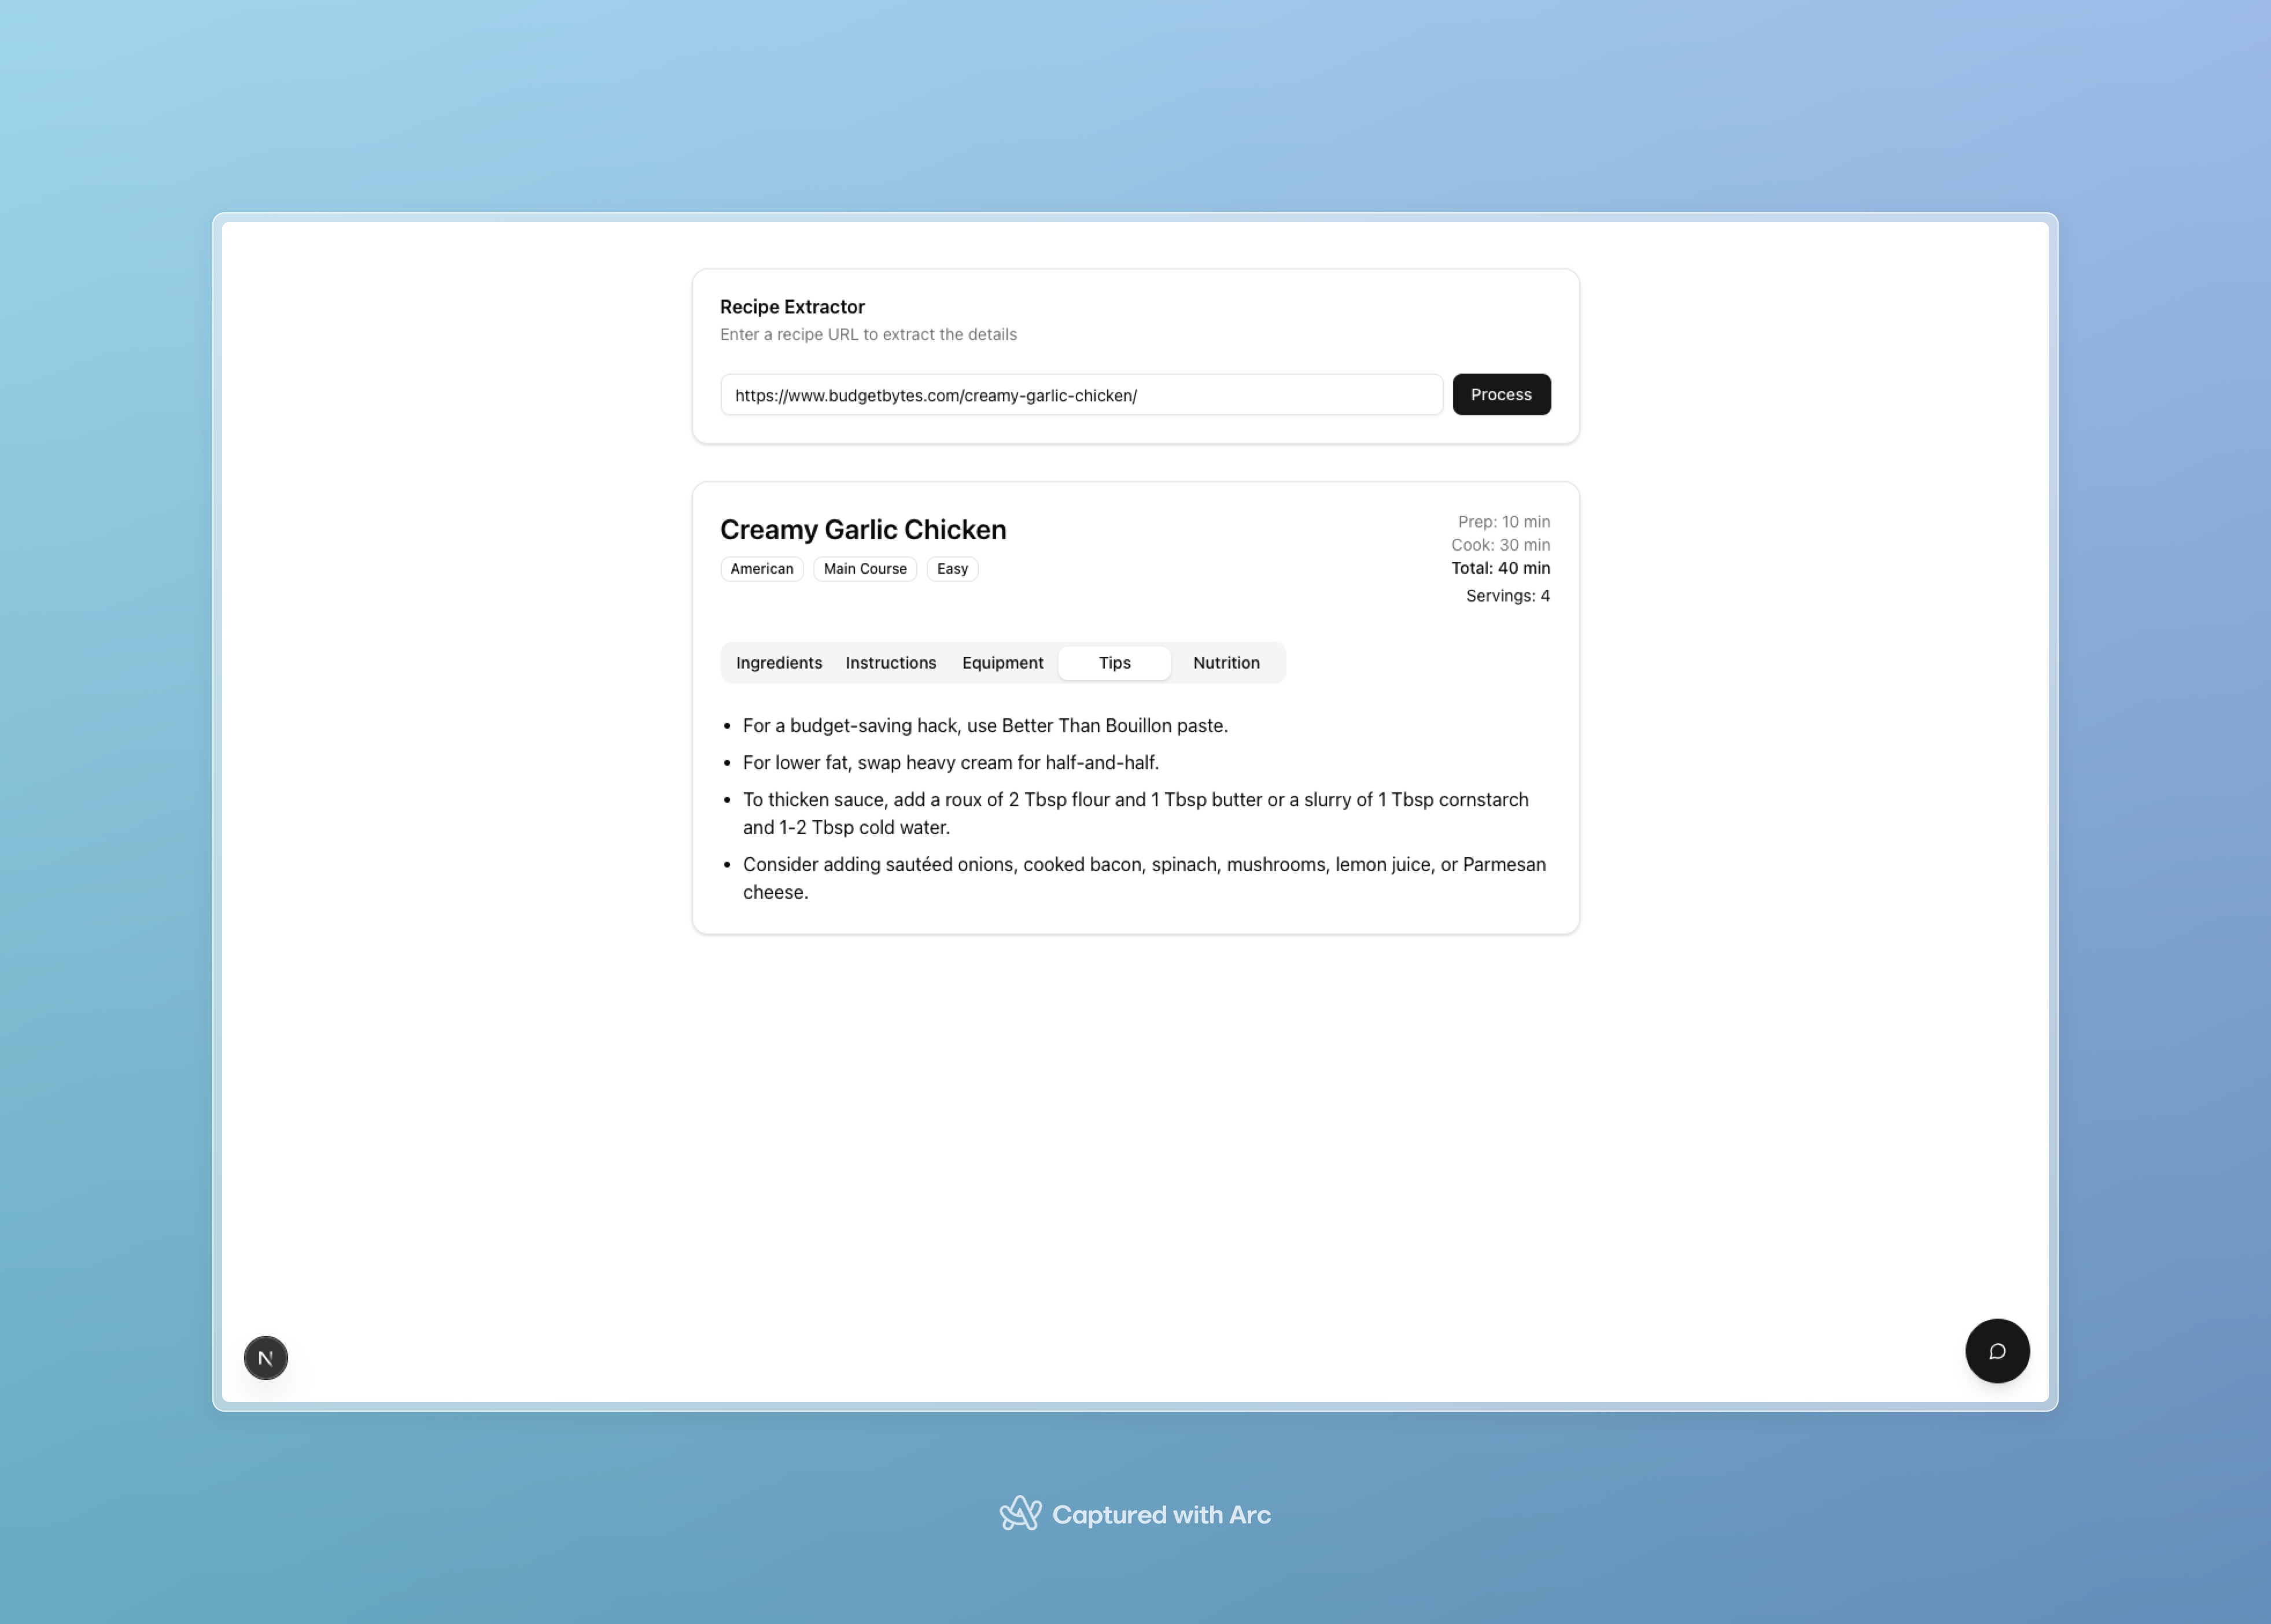 Recipe Extractor
Enter a recipe URL to extract the details
https://www.budgetbytes.com/creamy-garlic-chicken/
Process
Creamy Garlic Chicken
American
Main Course
Easy
Prep: 10 min
Cook: 30 min
Total: 40 min
Servings: 4
Ingredients
Instructions
Equipment
Tips
Nutrition
• For a budget-saving hack, use Better Than Bouillon paste.
• For lower fat, swap heavy cream for half-and-half.
• To thicken sauce, add a roux of 2 Tbsp flour and 1 Tbsp butter or a slurry of 1 Tbsp cornstarch
and 1-2 Tbsp cold water.
• Consider adding sautéed onions, cooked bacon, spinach, mushrooms, lemon juice, or Parmesan
cheese.
N
Captured with Arc